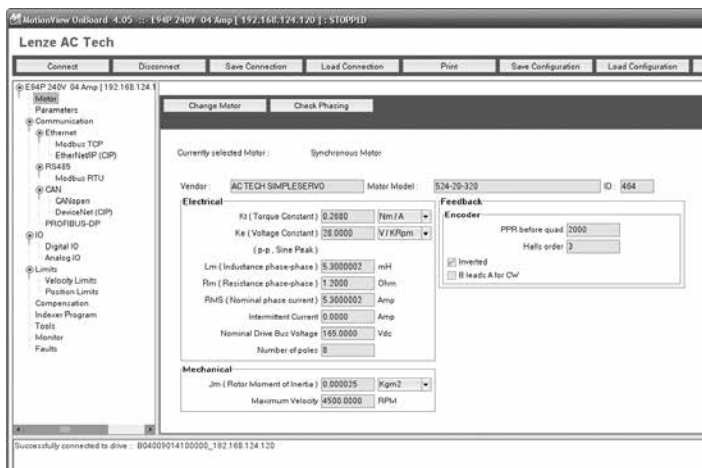 MotionView OnBoard 4.05 -::- E94P 240V 04 Amp [ 192.168.124.120 ] : STOPPED
Lenze AC Tech
Connect Disconnect Save Connection Load Connection Print Save Configuration Load Configuration
E94P 240V 04 Amp [192.168.124.1
Motor
Parameters
Communication
Ethernet
Modbus TCP
EtherNet/IP (CIP)
RS485
Modbus RTU
CAN
CANopen
DeviceNet (CIP)
PROFIBUS-DP
IO
Digital IO
Analog IO
Limits
Velocity Limits
Position Limits
Compensation
Indexer Program
Tools
Monitor
Faults
Change Motor Check Phasing
Currently selected Motor : Synchronous Motor
Vendor : AC TECH SIMPLESERVO Motor Model : 524-20-320 ID : 464
Electrical
Kt ( Torque Constant ) 0.2680 Nm / A
Ke ( Voltage Constant ) 28.0000 V / KRpm
( p-p , Sine Peak )
Lm ( Inductance phase-phase ) 5.3000002 mH
Rm ( Resistance phase-phase ) 1.2000 Ohm
RMS ( Nominal phase current ) 5.3000002 Amp
Intermittent Current 0.0000 Amp
Nominal Drive Bus Voltage 165.0000 Vdc
Number of poles 8
Mechanical
Jm ( Rotor Moment of Inertia ) 0.000025 Kgm2
Maximum Velocity 4500.0000 RPM
Feedback
Encoder
PPR before quad 2000
Halls order 3
Inverted
B leads A for CW
Successfully connected to drive :: B04009014100000_192.168.124.120